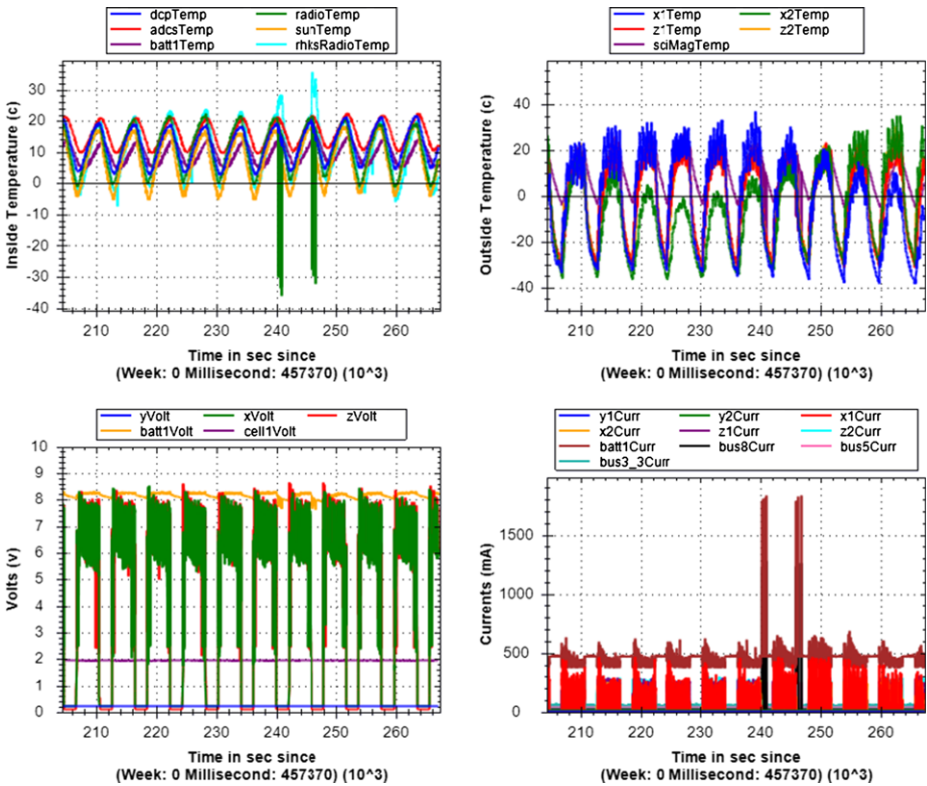 dcpTemp radioTemp
adcsTemp sunTemp
batt1Temp rhksRadioTemp
Inside Temperature (c)
30
20
10
0
-10
-20
-30
-40
210 220 230 240 250 260
Time in sec since
(Week: 0 Millisecond: 457370) (10^3)
x1Temp x2Temp
z1Temp z2Temp
sciMagTemp
Outside Temperature (c)
40
20
0
-20
-40
210 220 230 240 250 260
Time in sec since
(Week: 0 Millisecond: 457370) (10^3)
yVolt xVolt zVolt
batt1Volt cell1Volt
Volts (v)
10
9
8
7
6
5
4
3
2
1
0
210 220 230 240 250 260
Time in sec since
(Week: 0 Millisecond: 457370) (10^3)
y1Curr y2Curr x1Curr
x2Curr z1Curr z2Curr
batt1Curr bus8Curr bus5Curr
bus3_3Curr
Currents (mA)
1500
1000
500
0
210 220 230 240 250 260
Time in sec since
(Week: 0 Millisecond: 457370) (10^3)